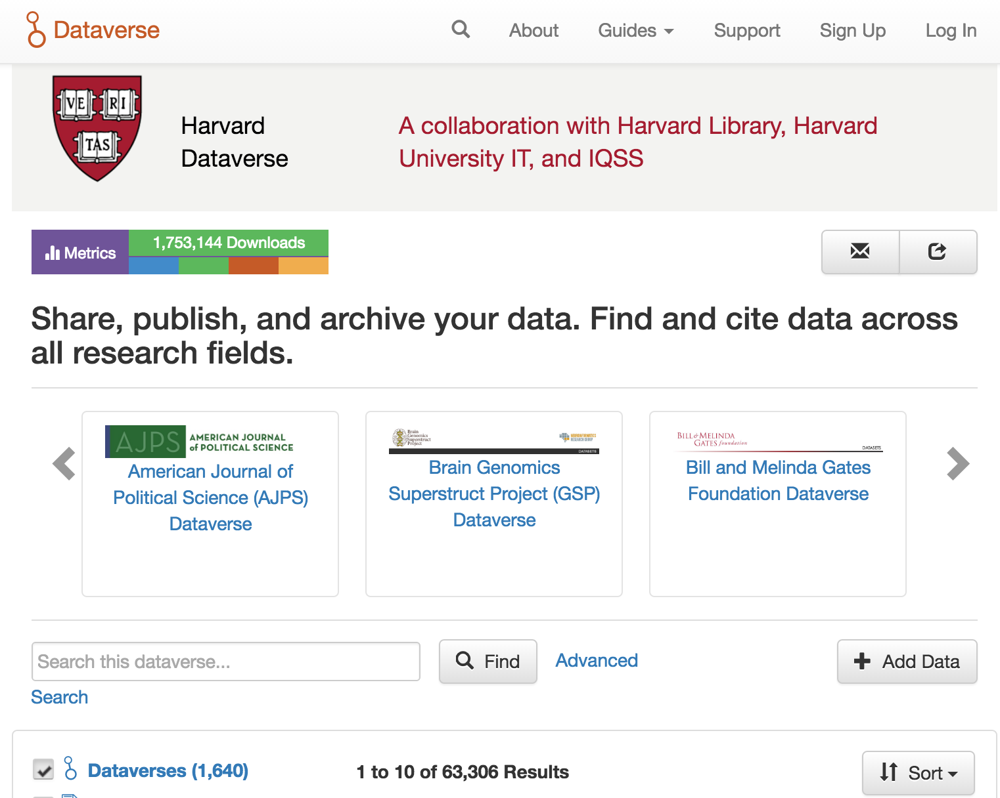 Dataverse
About
Guides
Support
Sign Up
Log In
VE RI
TAS
Harvard
Dataverse
A collaboration with Harvard Library, Harvard
University IT, and IQSS
Metrics
1,753,144 Downloads
Share, publish, and archive your data. Find and cite data across
all research fields.
AJPS
AMERICAN JOURNAL
OF POLITICAL SCIENCE
American Journal of
Political Science (AJPS)
Dataverse
Brain
Genomics
Superstruct
Project
NEUROINFORMATICS
RESEARCH GROUP
DATASETS
Brain Genomics
Superstruct Project (GSP)
Dataverse
BILL & MELINDA
GATES foundation
DATASETS
Bill and Melinda Gates
Foundation Dataverse
Search this dataverse...
Find
Advanced
Search
Add Data
Dataverses (1,640)
1 to 10 of 63,306 Results
Sort